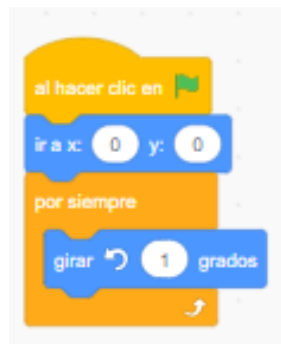 al hacer clic en
ir a x: 0 y: 0
por siempre
girar 1 grados